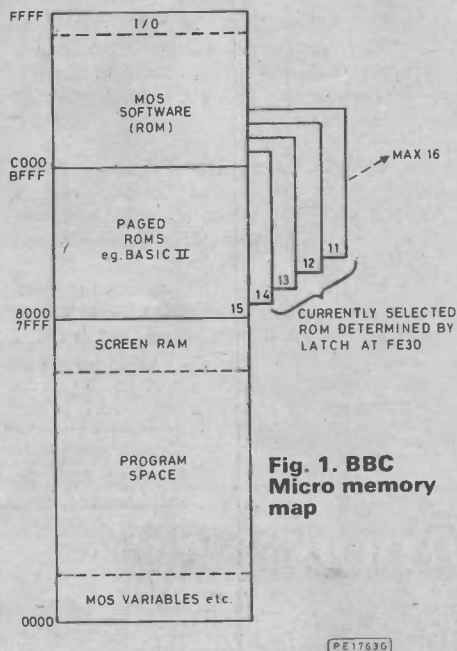 FFFF
I/O
MOS
SOFTWARE
(ROM)
C000
BFFF
MAX 16
PAGED
ROMS
eg. BASIC II
15
14
13
12
11
CURRENTLY SELECTED
ROM DETERMINED BY
LATCH AT FE30
8000
7FFF
SCREEN RAM
PROGRAM
SPACE
Fig. 1. BBC
Micro memory
map
MOS VARIABLES etc.
0000
PE1763G